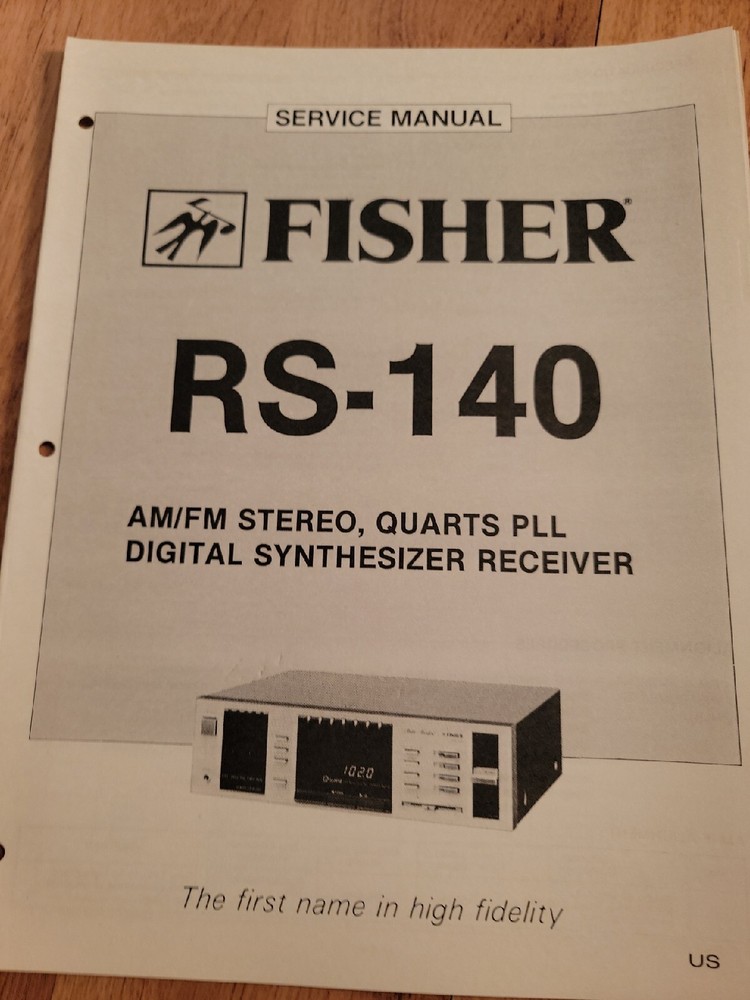 SERVICE MANUAL
FISHER®
RS-140
AM/FM STEREO, QUARTS PLL
DIGITAL SYNTHESIZER RECEIVER
1020
The first name in high fidelity
US